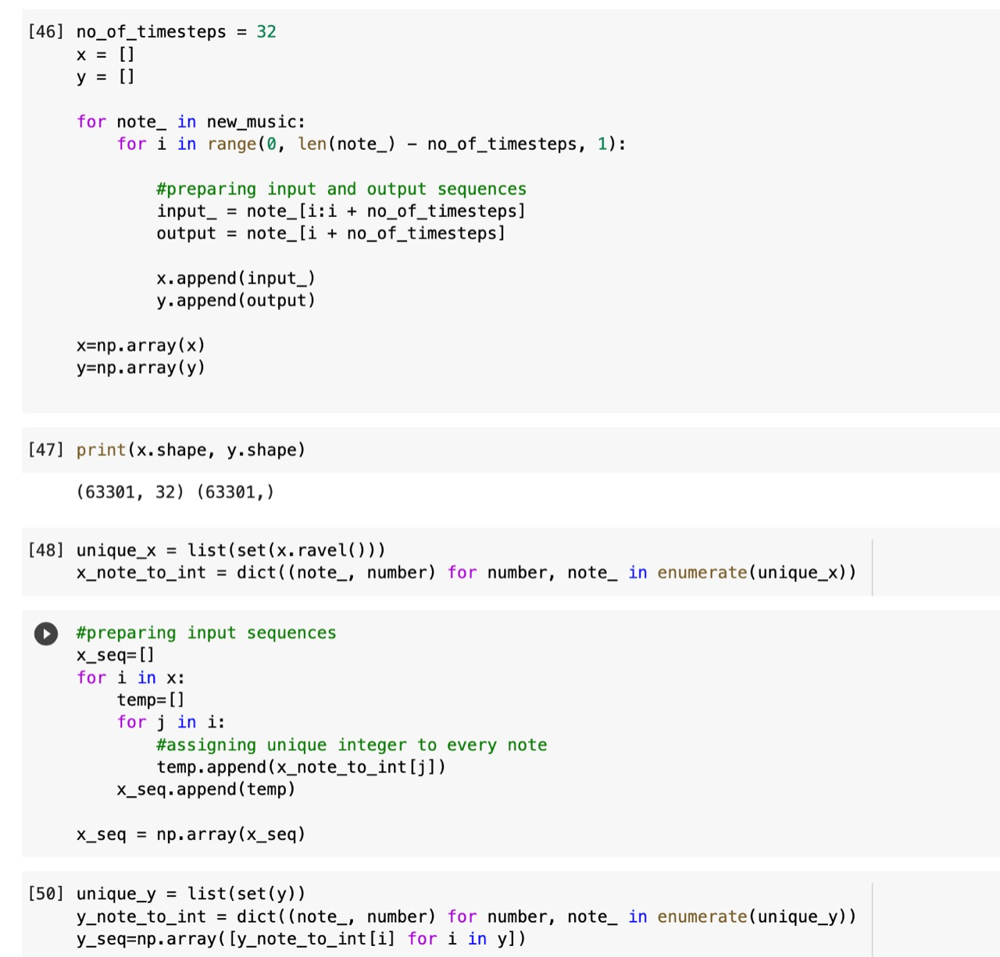 [46] no_of_timesteps = 32
x = []
y = []
for note_ in new_music:
for i in range(0, len(note_) - no_of_timesteps, 1):
#preparing input and output sequences
input_ = note_[i:i + no_of_timesteps]
output = note_[i + no_of_timesteps]
x.append(input_)
y.append(output)
x=np.array(x)
y=np.array(y)
[47] print(x.shape, y.shape)
(63301, 32) (63301,)
[48] unique_x = list(set(x.ravel()))
x_note_to_int = dict((note_, number) for number, note_ in enumerate(unique_x))
#preparing input sequences
x_seq=[]
for i in x:
temp=[]
for j in i:
#assigning unique integer to every note
temp.append(x_note_to_int[j])
x_seq.append(temp)
x_seq = np.array(x_seq)
[50] unique_y = list(set(y))
y_note_to_int = dict((note_, number) for number, note_ in enumerate(unique_y))
y_seq=np.array([y_note_to_int[i] for i in y])